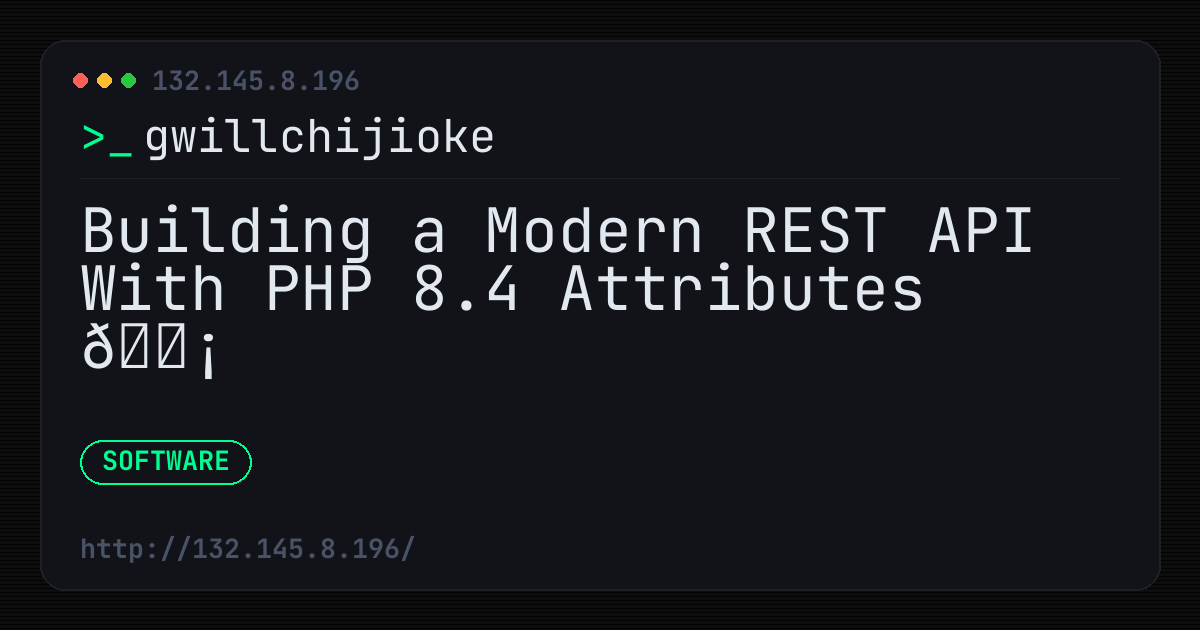 132.145.8.196
>_ gwillchijioke
Building a Modern REST API
With PHP 8.4 Attributes
ð¡
SOFTWARE
http://132.145.8.196/